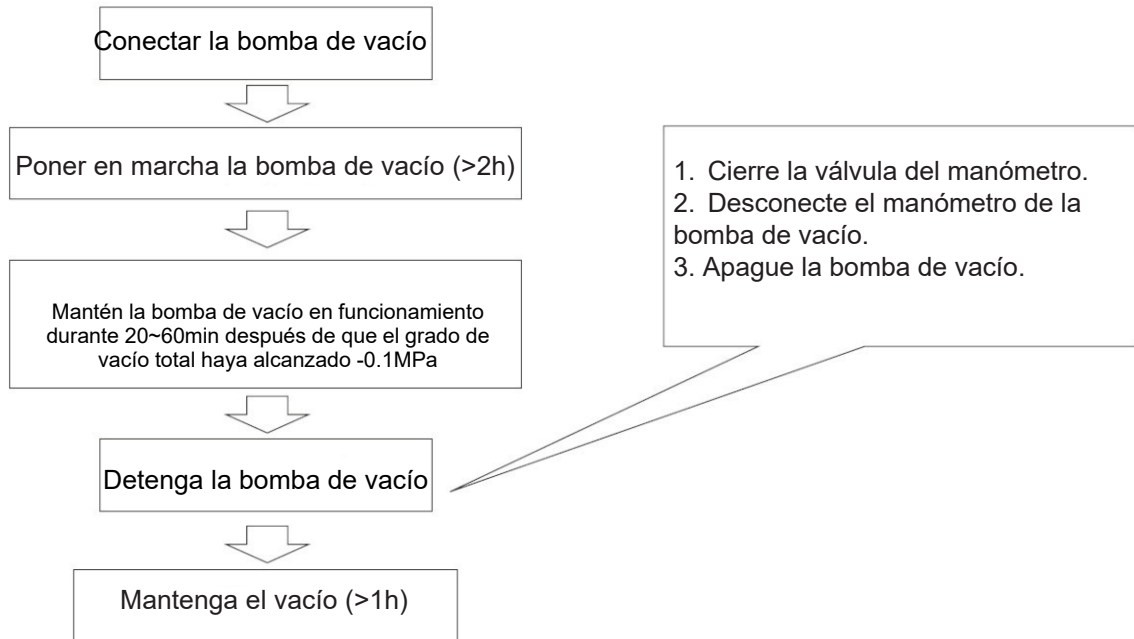 Conectar la bomba de vacío
Poner en marcha la bomba de vacío (>2h)
Mantén la bomba de vacío en funcionamiento
durante 20~60min después de que el grado de
vacío total haya alcanzado -0.1MPa
Detenga la bomba de vacío
Mantenga el vacío (>1h)
1. Cierre la válvula del manómetro.
2. Desconecte el manómetro de la
bomba de vacío.
3. Apague la bomba de vacío.